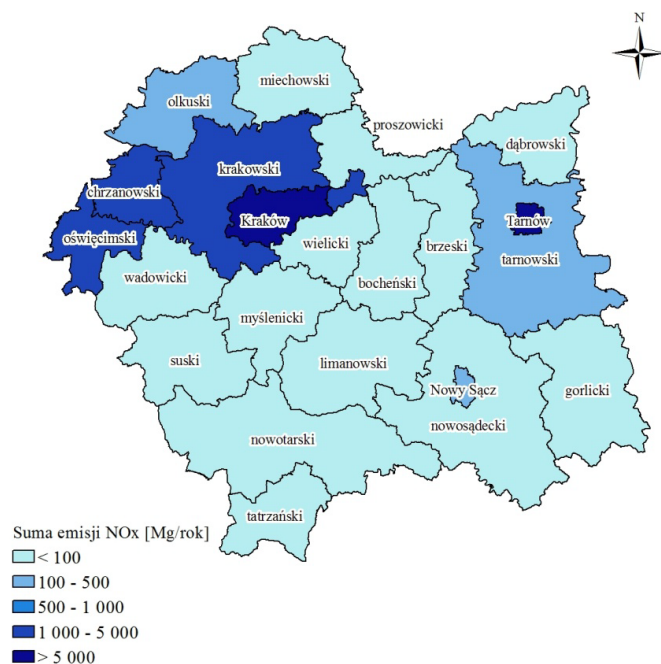 N
miechowski
olkuski
proszowicki
dąbrowski
krakowski
chrzanowski
Kraków
Tarnów
oświęcimski
wielicki
brzeski
tarnowski
wadowicki
bocheński
myślenicki
suski
limanowski
Nowy Sącz
gorlicki
nowosądecki
nowotarski
tatrzański
Suma emisji NOx [Mg/rok]
< 100
100 - 500
500 - 1 000
1 000 - 5 000
> 5 000